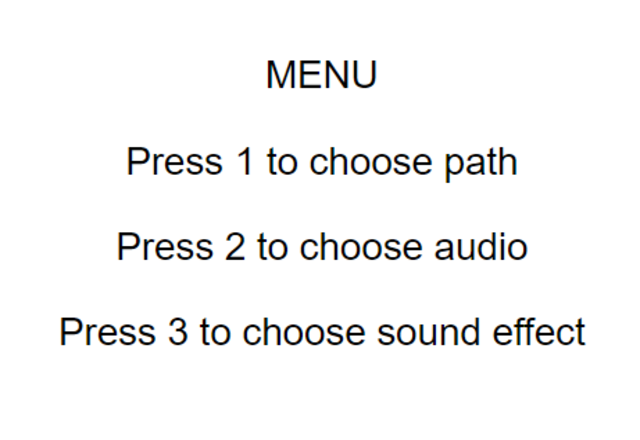 MENU
Press 1 to choose path
Press 2 to choose audio
Press 3 to choose sound effect